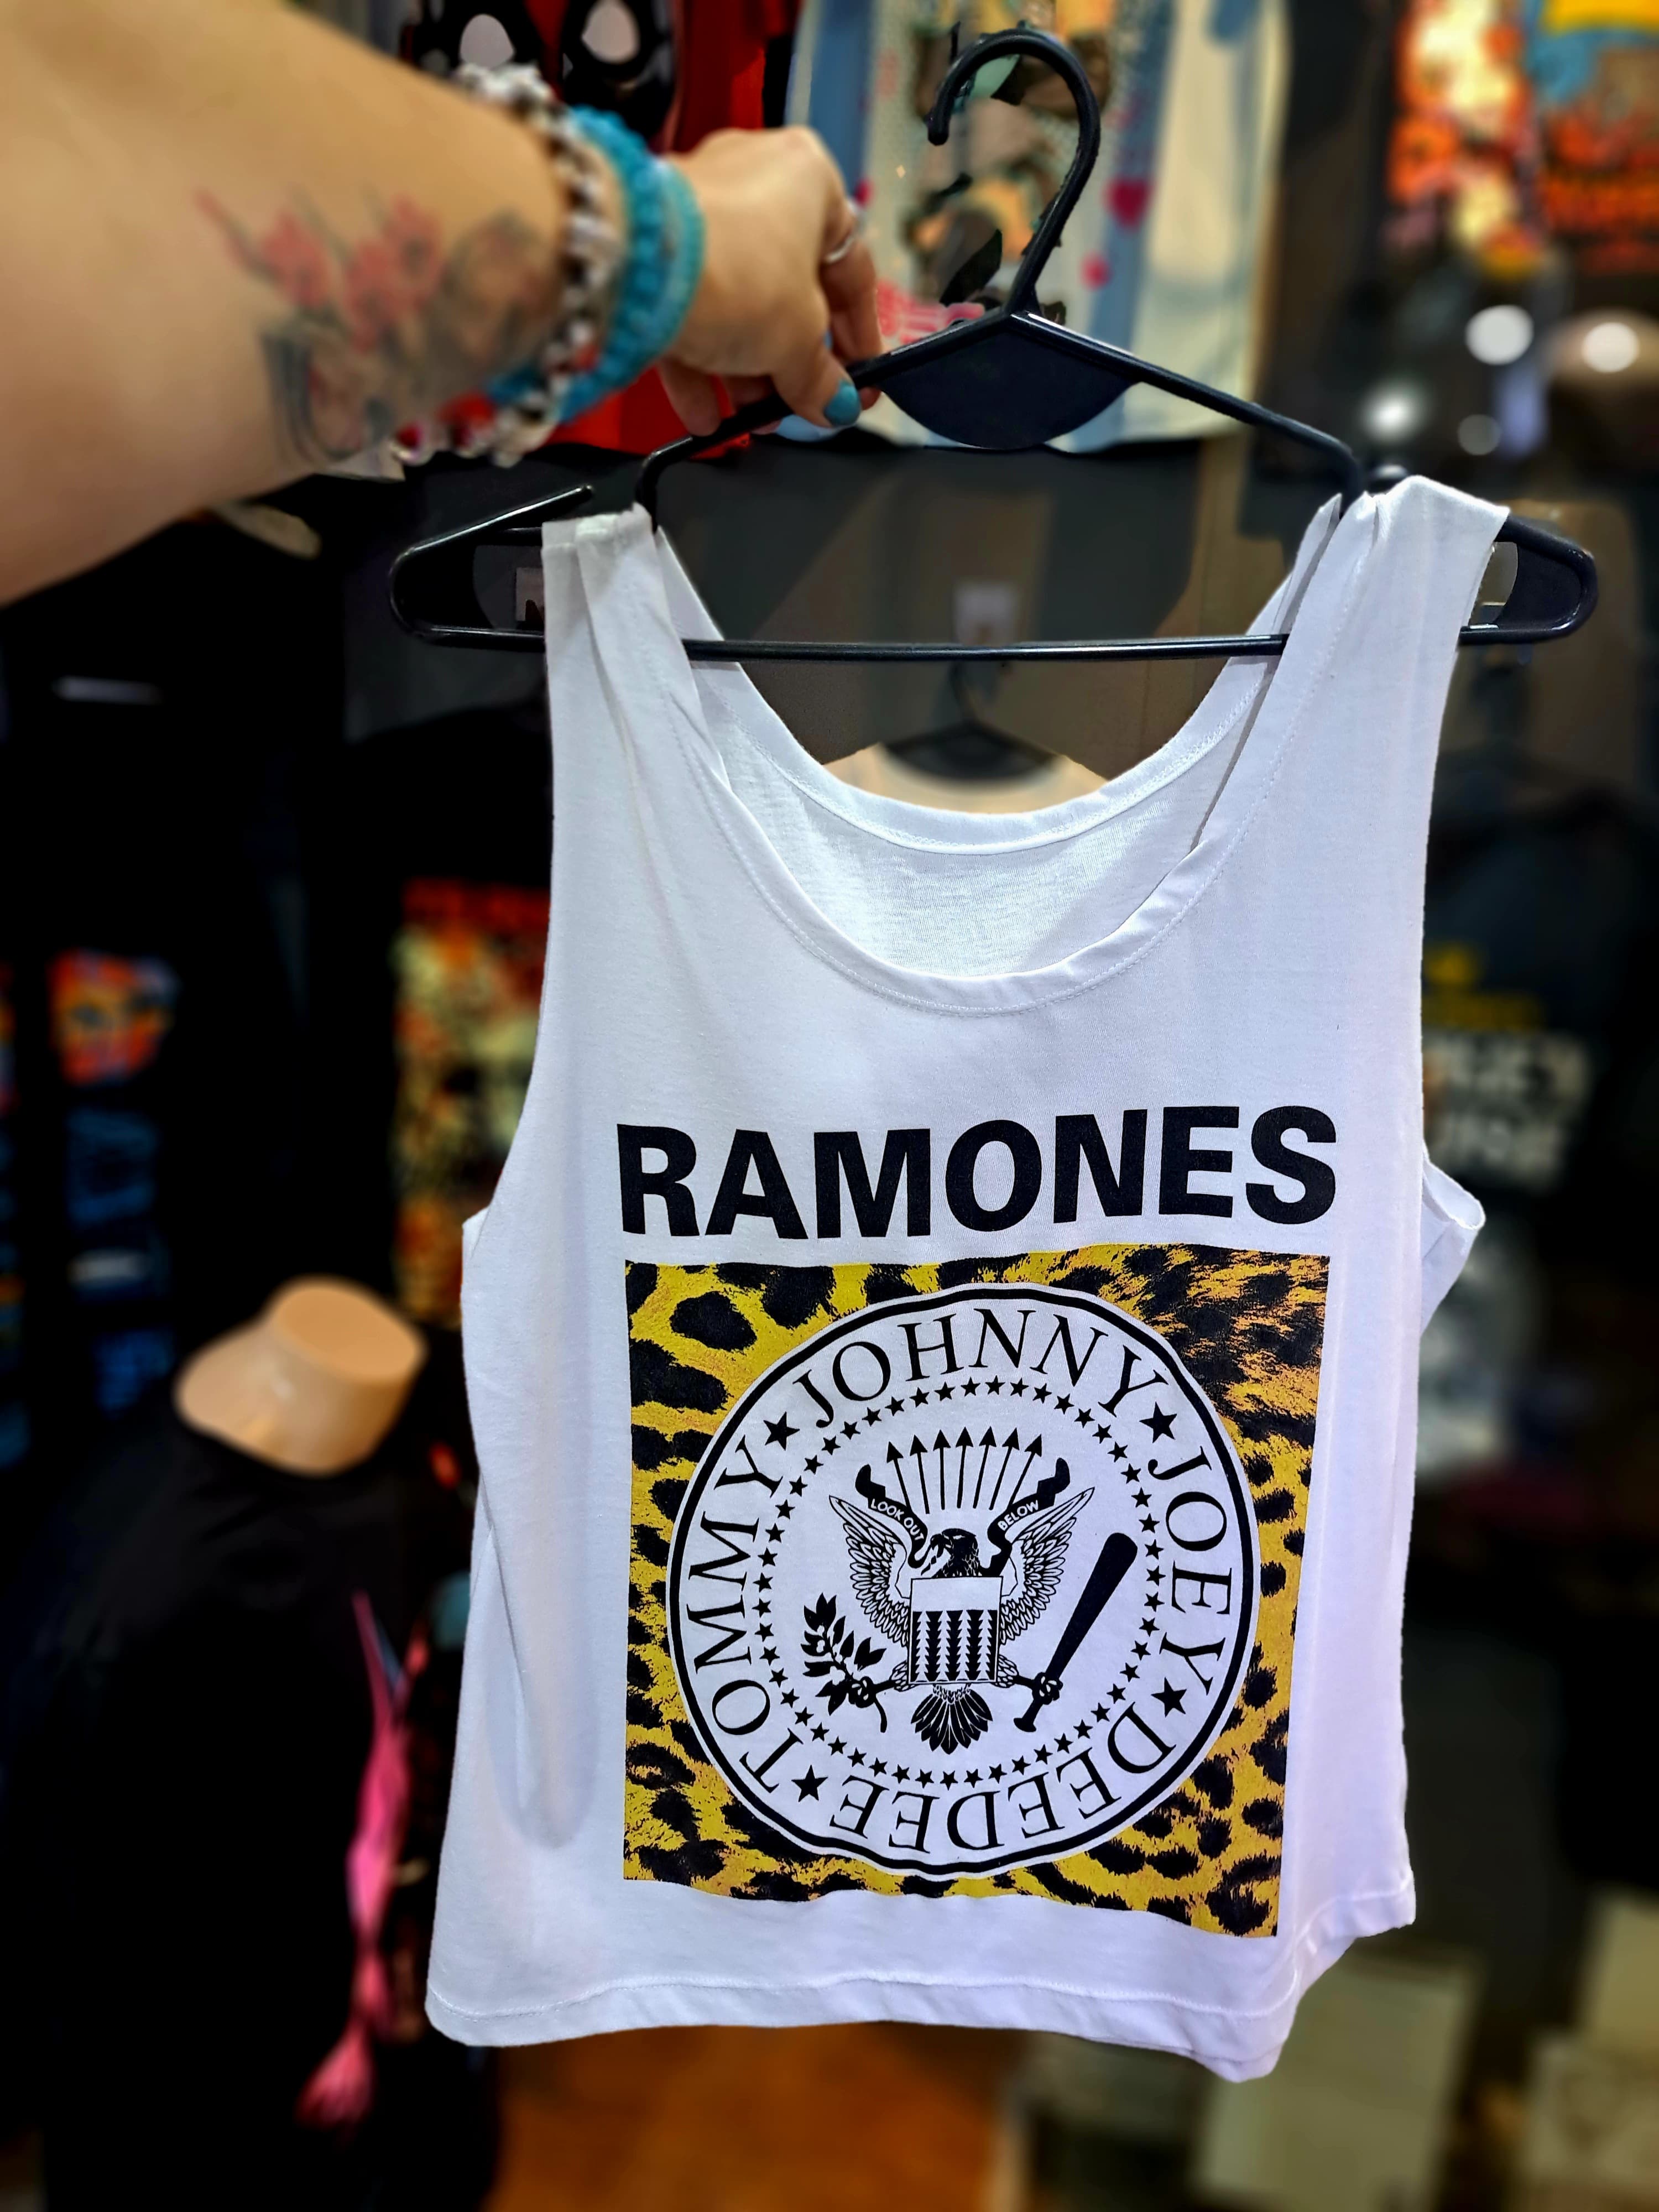 RAMONES
JOHNNY ★ JOEY ★ DEEDEE ★ TOMMY ★
LOOK OUT BELOW